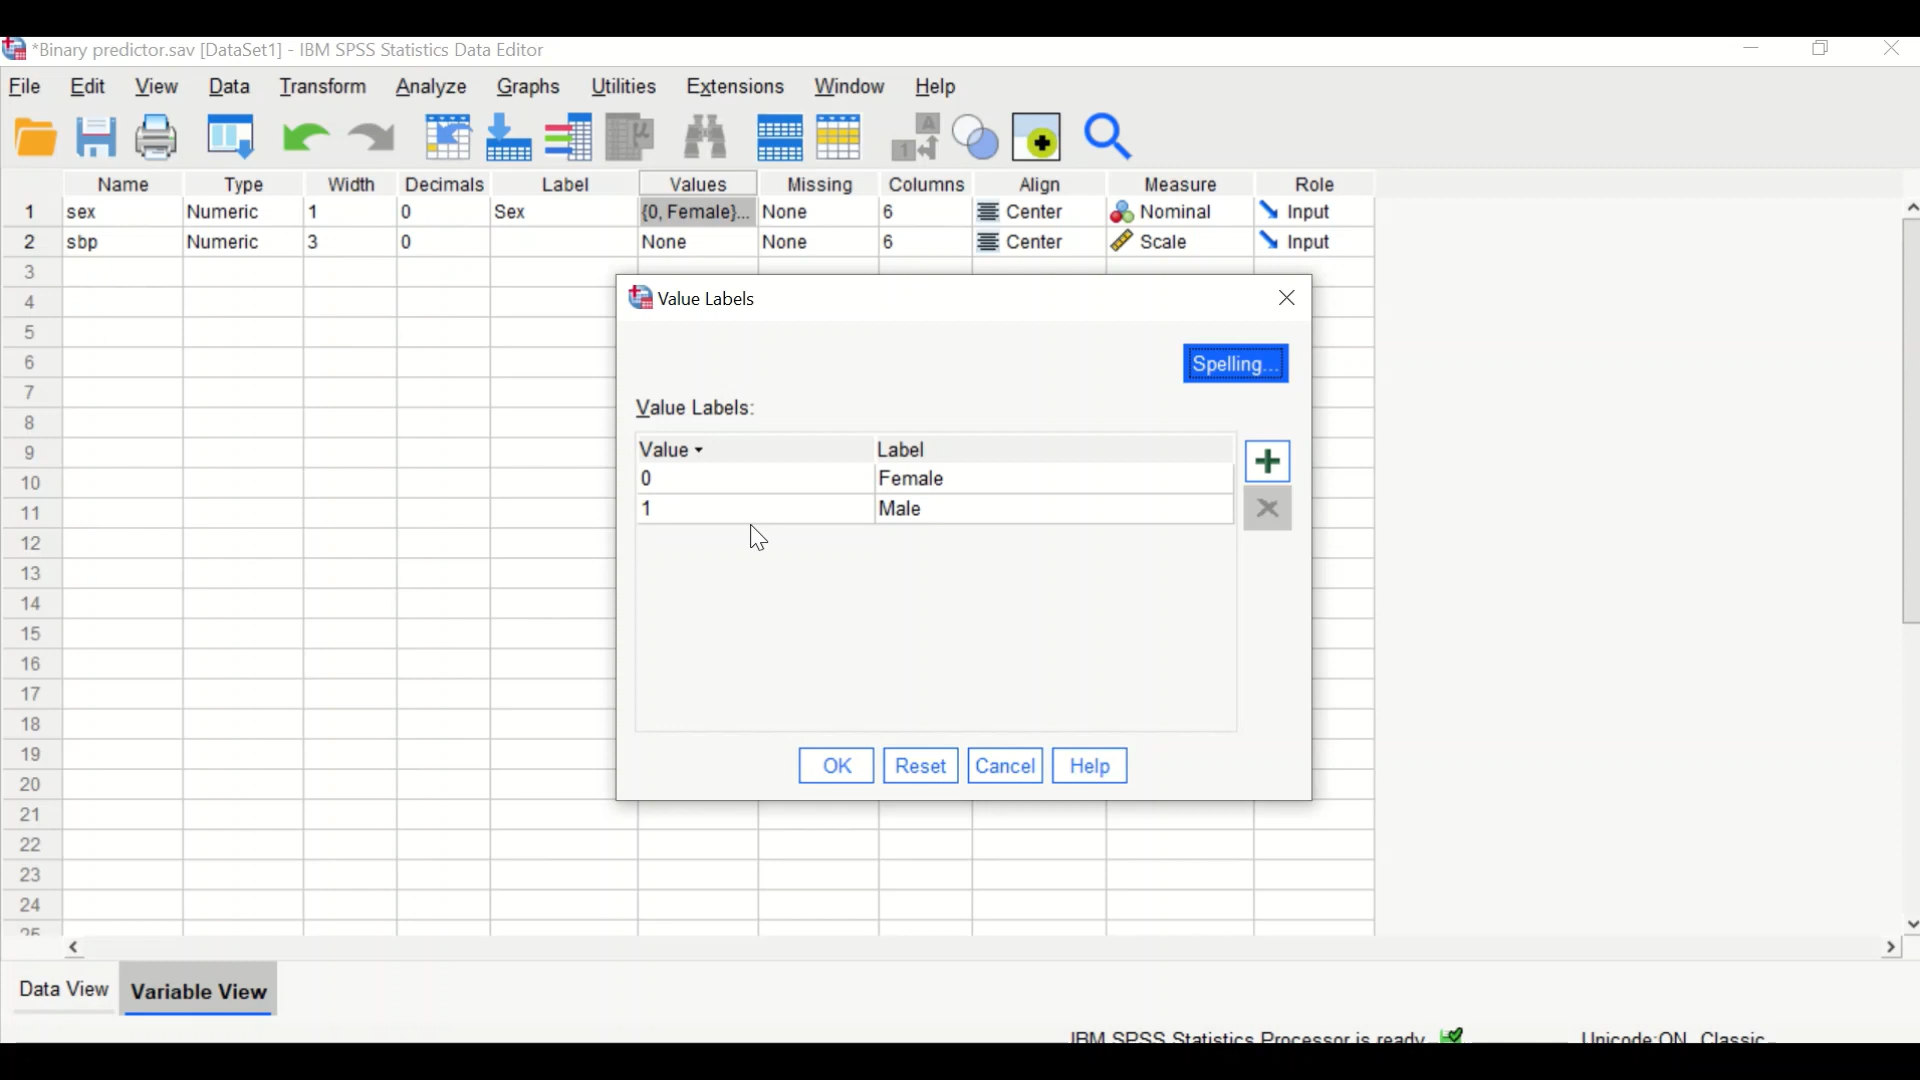 *Binary predictor.sav [DataSet1] - IBM SPSS Statistics Data Editor
File Edit View Data Transform Analyze Graphs Utilities Extensions Window Help
Name Type Width Decimals Label Values Missing Columns Align Measure Role
1 sex Numeric 1 0 Sex {0, Female}... None 6 Center Nominal Input
2 sbp Numeric 3 0 None None 6 Center Scale Input
3
4
5
6
7
8
9
10
11
12
13
14
15
16
17
18
19
20
21
22
23
24
25
Value Labels
Spelling...
Value Labels:
Value Label
0 Female
1 Male
OK Reset Cancel Help
Data View Variable View
IBM SPSS Statistics Processor is ready Unicode:ON Classic